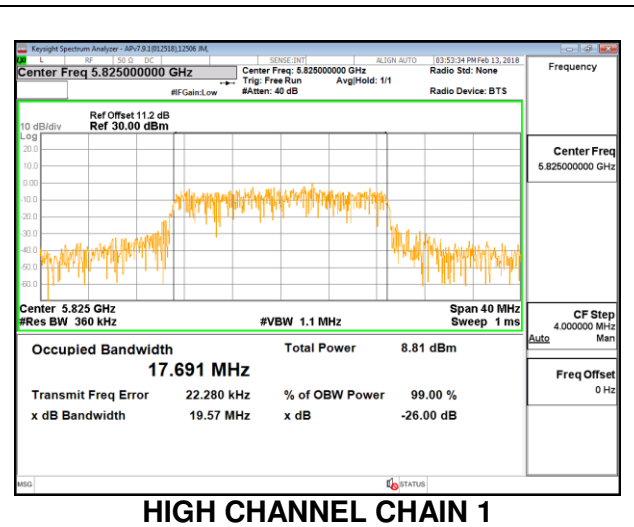 Keysight Spectrum Analyzer - APv7.9.1(012518),12506 JM,
L RF 50 Ω DC SENSE:INT ALIGN AUTO 03:53:34 PM Feb 13, 2018
Center Freq 5.825000000 GHz
Center Freq: 5.825000000 GHz
Radio Std: None
Trig: Free Run Avg|Hold: 1/1
#IFGain:Low #Atten: 40 dB Radio Device: BTS
Frequency
Ref Offset 11.2 dB
10 dB/div Ref 30.00 dBm
Log
20.0
10.0
0.00
-10.0
-20.0
-30.0
-40.0
-50.0
-60.0
Center 5.825 GHz Span 40 MHz
#Res BW 360 kHz #VBW 1.1 MHz Sweep 1 ms
Occupied Bandwidth Total Power 8.81 dBm
17.691 MHz
Transmit Freq Error 22.280 kHz % of OBW Power 99.00 %
x dB Bandwidth 19.57 MHz x dB -26.00 dB
Center Freq
5.825000000 GHz
CF Step
4.000000 MHz
Auto Man
Freq Offset
0 Hz
MSG STATUS
HIGH CHANNEL CHAIN 1